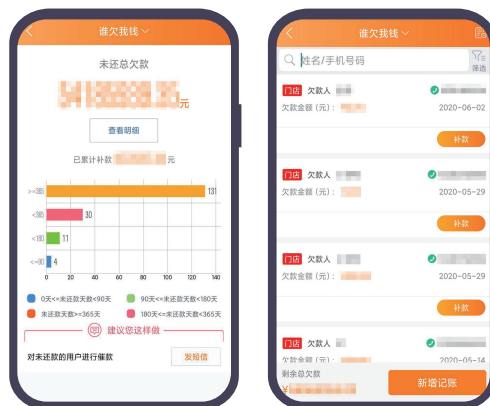 谁欠我钱
未还总欠款
元
查看明细
已累计补款 元
>=365 131
<365 30
<180 11
<=90 4
0 20 40 60 80 100 120 140
0天<=未还款天数<90天 90天<=未还款天数<180天
未还款天数>=365天 180天<=未还款天数<365天
建议您这样做
对未还款的用户进行催款 发短信
谁欠我钱
姓名/手机号码 筛选
门店 欠款人
欠款金额（元）： 2020-06-02
补款
门店 欠款人
欠款金额（元）： 2020-05-29
补款
门店 欠款人
欠款金额（元）： 2020-05-29
补款
门店 欠款人
欠款金额（元）： 2020-05-14
剩余总欠款
¥
新增记账